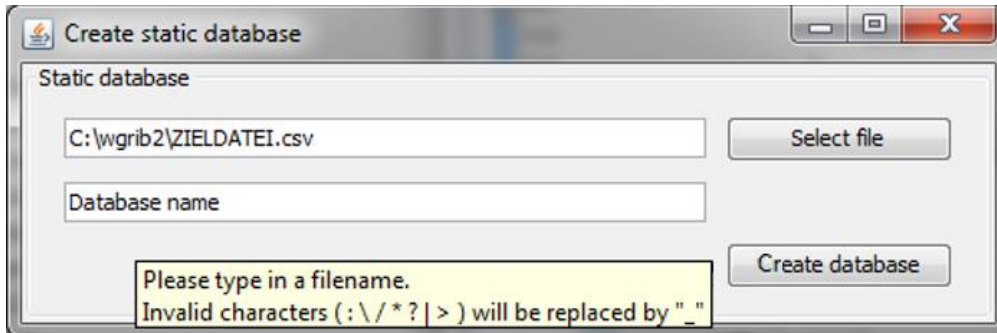 Create static database
Static database
C:\wgrib2\ZIELDATEI.csv
Select file
Database name
Create database
Please type in a filename.
Invalid characters ( : \ / * ? | > ) will be replaced by "_"